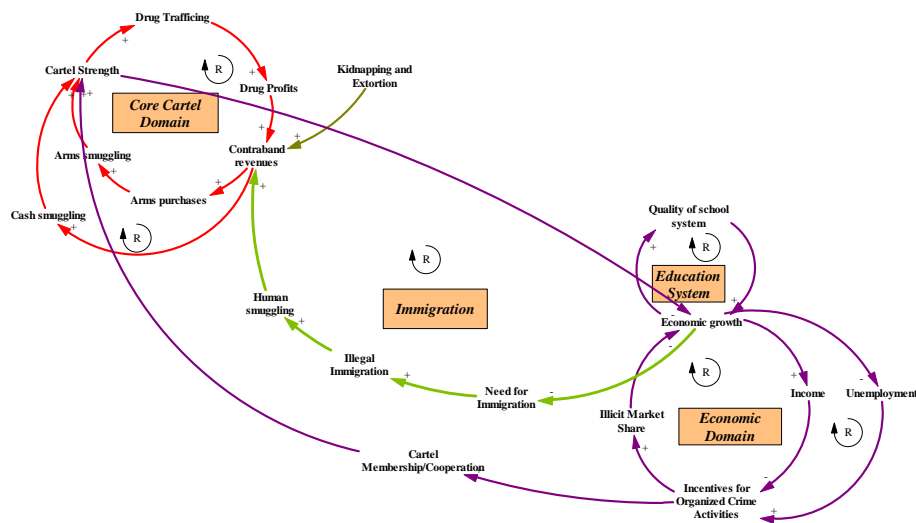 Drug Trafficing
+
+
R
Cartel Strength
Kidnapping and
Extortion
Drug Profits
+
++
Core Cartel
Domain
+
+
Contraband
revenues
Arms smuggling
+
+
+
Arms purchases
Cash smuggling
+
R
Quality of school
system
+
R
R
Education
System
+
+
-
Economic growth
-
-
Human
smuggling
+
Immigration
Illegal
Immigration
+
Need for
Immigration
-
R
+
Income
-
Unemployment
Illicit Market
Share
Economic
Domain
R
+
Cartel
Membership/Cooperation
-
Incentives for
Organized Crime
Activities
+